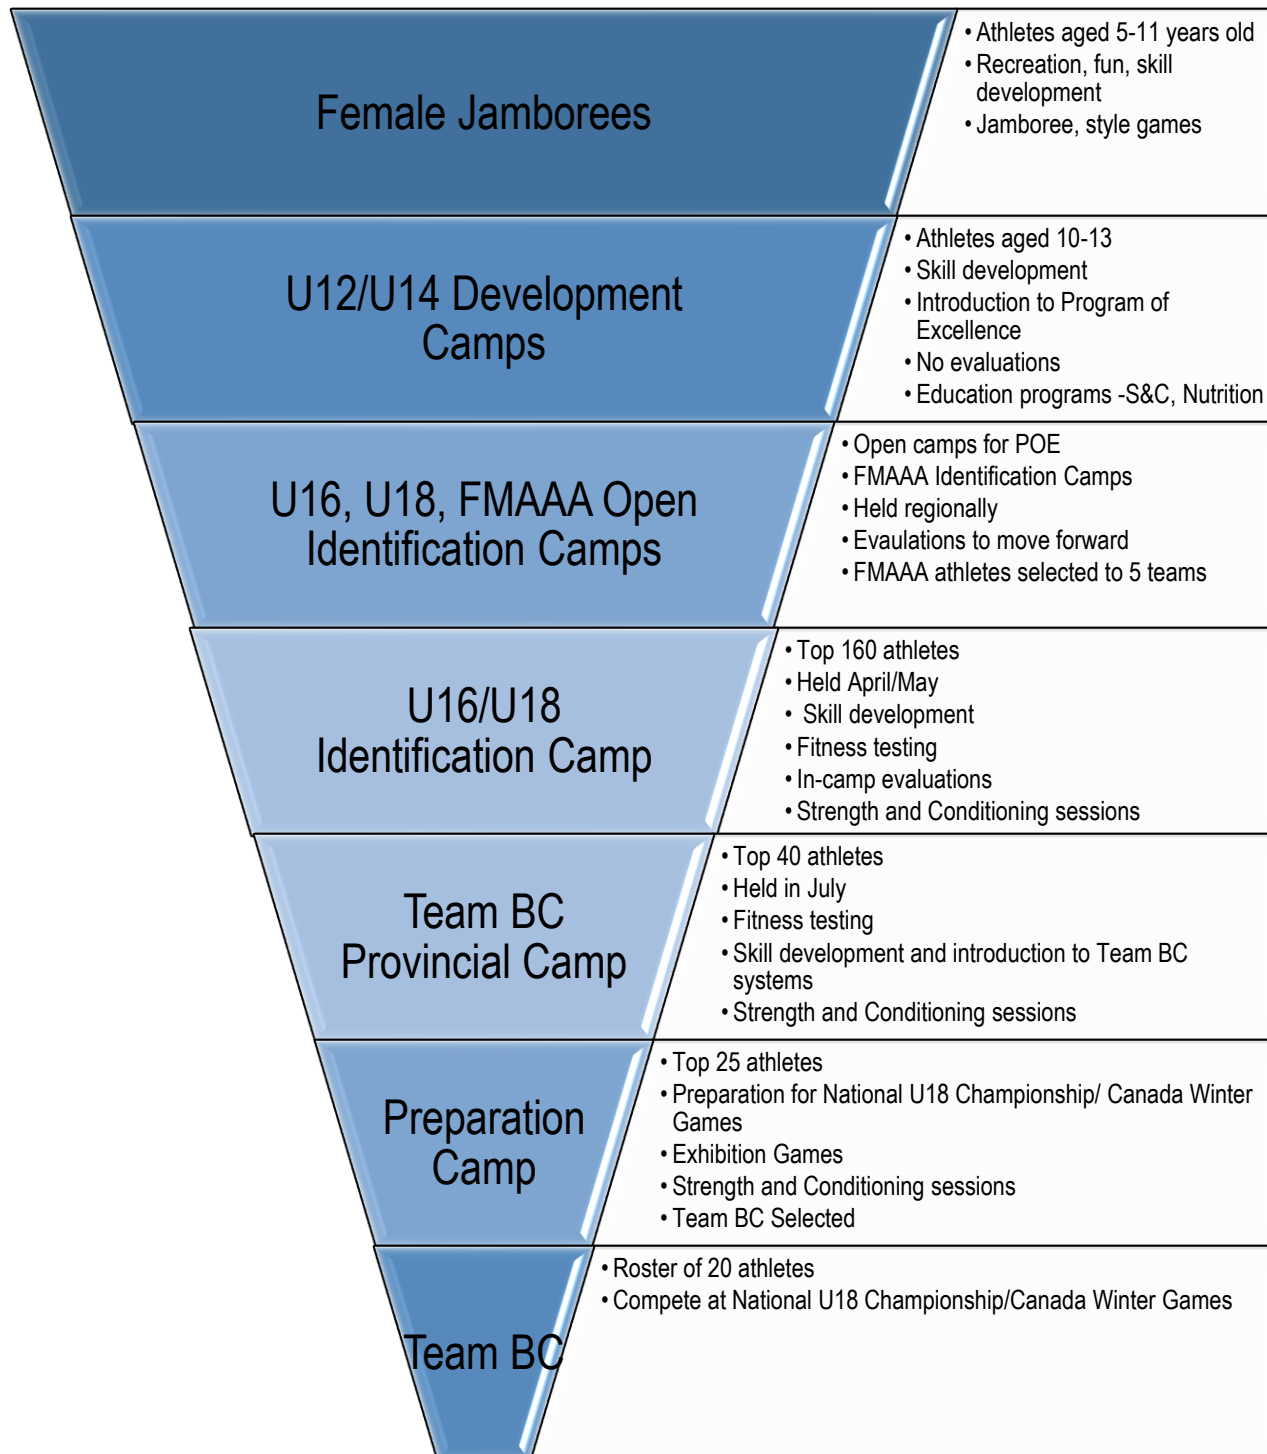 Female Jamborees
• Athletes aged 5-11 years old
• Recreation, fun, skill
development
• Jamboree, style games
U12/U14 Development
Camps
• Athletes aged 10-13
• Skill development
• Introduction to Program of
Excellence
• No evaluations
• Education programs -S&C, Nutrition
U16, U18, FMAAA Open
Identification Camps
• Open camps for POE
• FMAAA Identification Camps
• Held regionally
• Evaulations to move forward
• FMAAA athletes selected to 5 teams
U16/U18
Identification Camp
• Top 160 athletes
• Held April/May
• Skill development
• Fitness testing
• In-camp evaluations
• Strength and Conditioning sessions
Team BC
Provincial Camp
• Top 40 athletes
• Held in July
• Fitness testing
• Skill development and introduction to Team BC
systems
• Strength and Conditioning sessions
Preparation
Camp
• Top 25 athletes
• Preparation for National U18 Championship/ Canada Winter
Games
• Exhibition Games
• Strength and Conditioning sessions
• Team BC Selected
Team BC
• Roster of 20 athletes
• Compete at National U18 Championship/Canada Winter Games